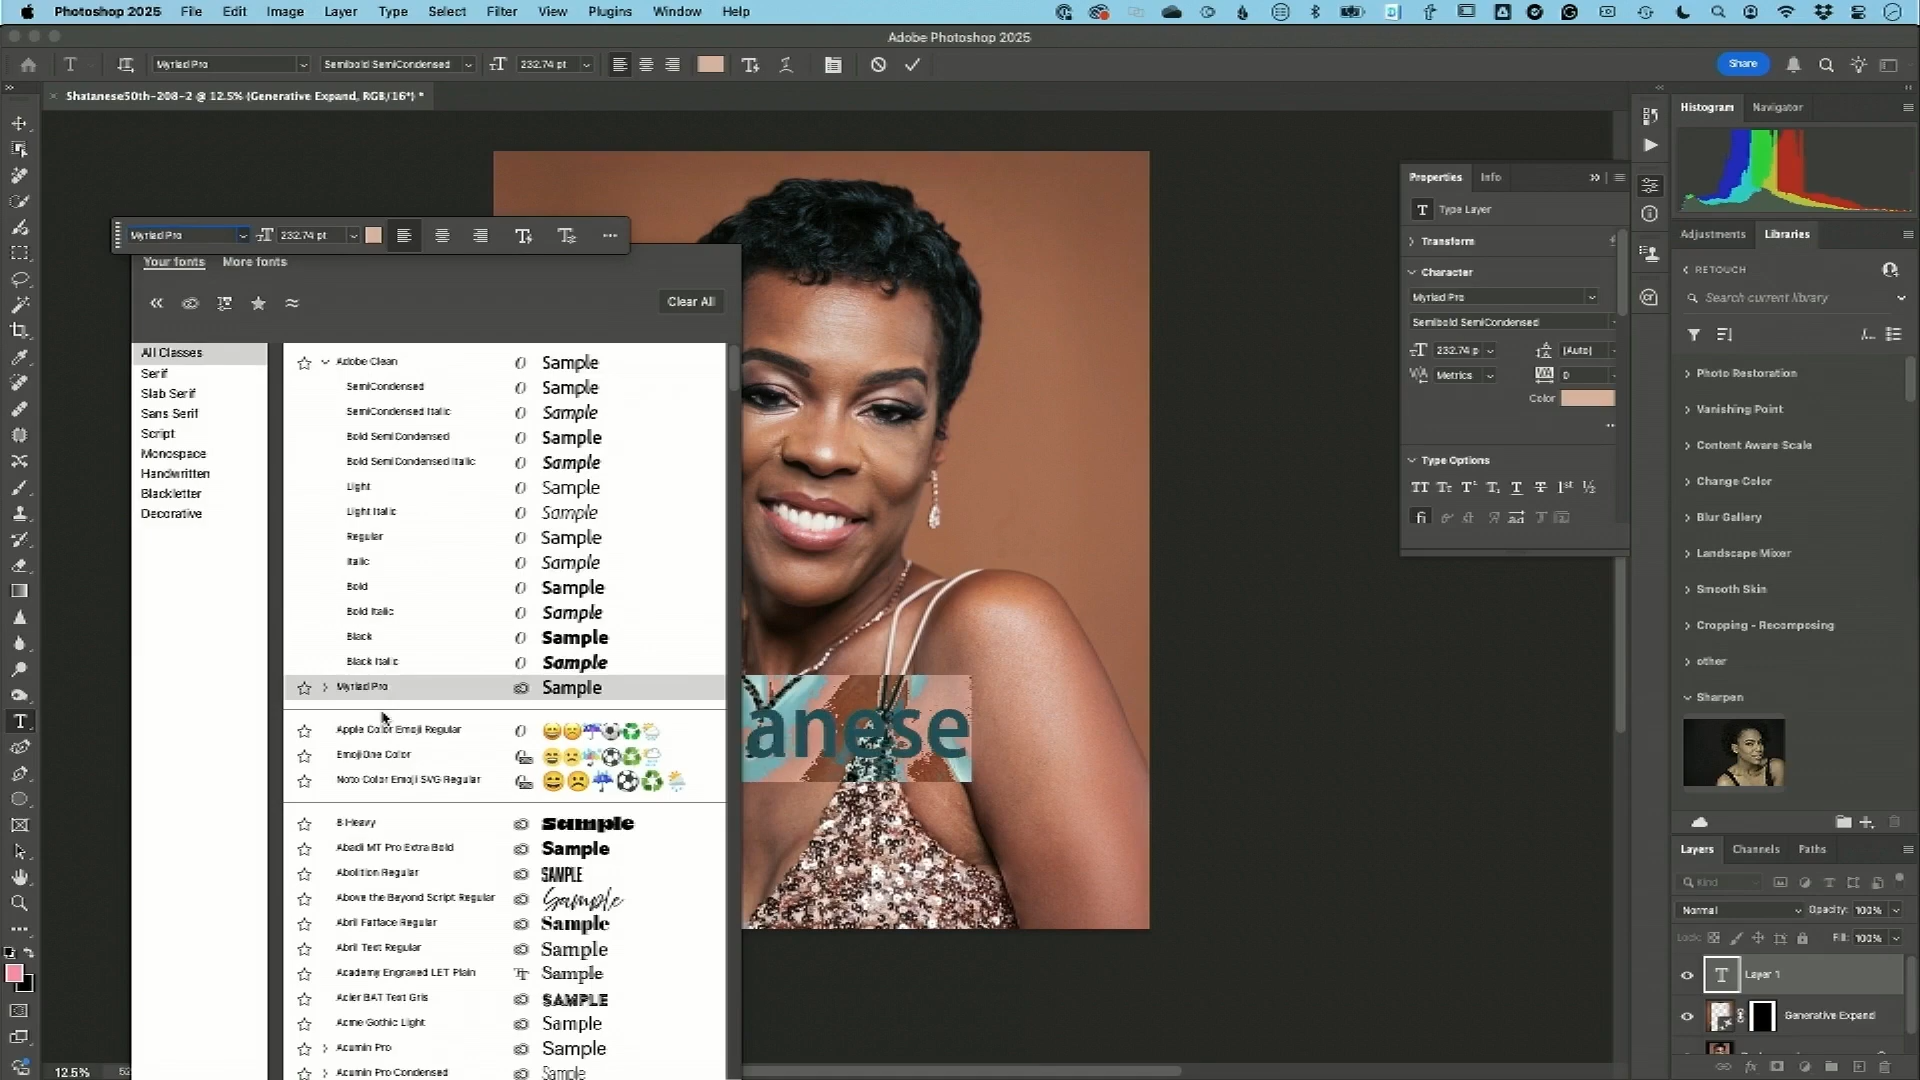 Photoshop 2025 File Edit Image Layer Type Select Filter View Plugins Window Help
Adobe Photoshop 2025
Myriad Pro Semibold SemiCondensed 232.74 pt Share
Shatanese50th-208-2 @ 12.5% (Generative Expand, RGB/16*) *
Myriad Pro 232.74 pt
Your fonts More fonts
Clear All
All Classes
Serif
Slab Serif
Sans Serif
Script
Monospace
Handwritten
Blackletter
Decorative
Adobe Clean Sample
SemiCondensed Sample
SemiCondensed Italic Sample
Bold SemiCondensed Sample
Bold SemiCondensed Italic Sample
Light Sample
Light Italic Sample
Regular Sample
Italic Sample
Bold Sample
Bold Italic Sample
Black Sample
Black Italic Sample
Myriad Pro Sample
Apple Color Emoji Regular
EmojiOne Color
Noto Color Emoji SVG Regular
B Heavy Sample
Abadi MT Pro Extra Bold Sample
Abolition Regular SAMPLE
Above the Beyond Script Regular Sample
Abril Fatface Regular Sample
Abril Text Regular Sample
Academy Engraved LET Plain Sample
Acier BAT Text Gris SAMPLE
Acme Gothic Light Sample
Acumin Pro Sample
Acumin Pro Condensed Sample
anese
12.5%
Properties Info
Type Layer
Transform
Character
Myriad Pro
Semibold SemiCondensed
232.74 p (Auto)
Metrics 0
Color
Type Options
Histogram Navigator
Adjustments Libraries
RETOUCH
Search current library
Photo Restoration
Vanishing Point
Content Aware Scale
Change Color
Blur Gallery
Landscape Mixer
Smooth Skin
Cropping - Recomposing
other
Sharpen
Layers Channels Paths
Kind
Normal Opacity: 100%
Lock: Fill: 100%
Layer 1
Generative Expand